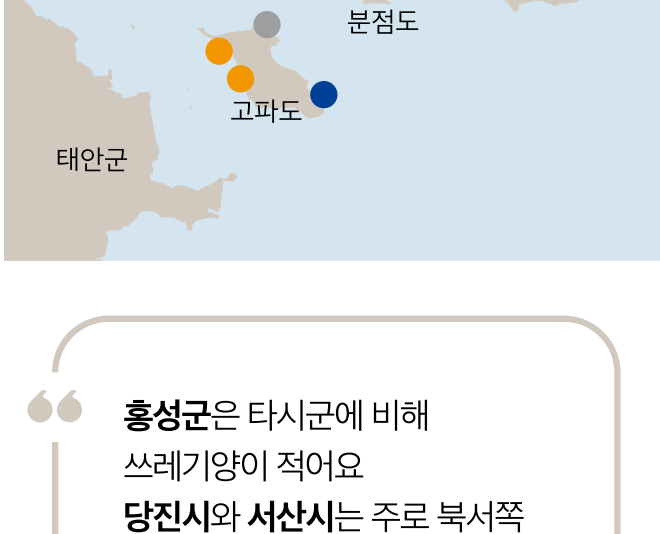 분점도
고파도
태안군
“
홍성군은 타시군에 비해
쓰레기양이 적어요
당진시와 서산시는 주로 북서쪽